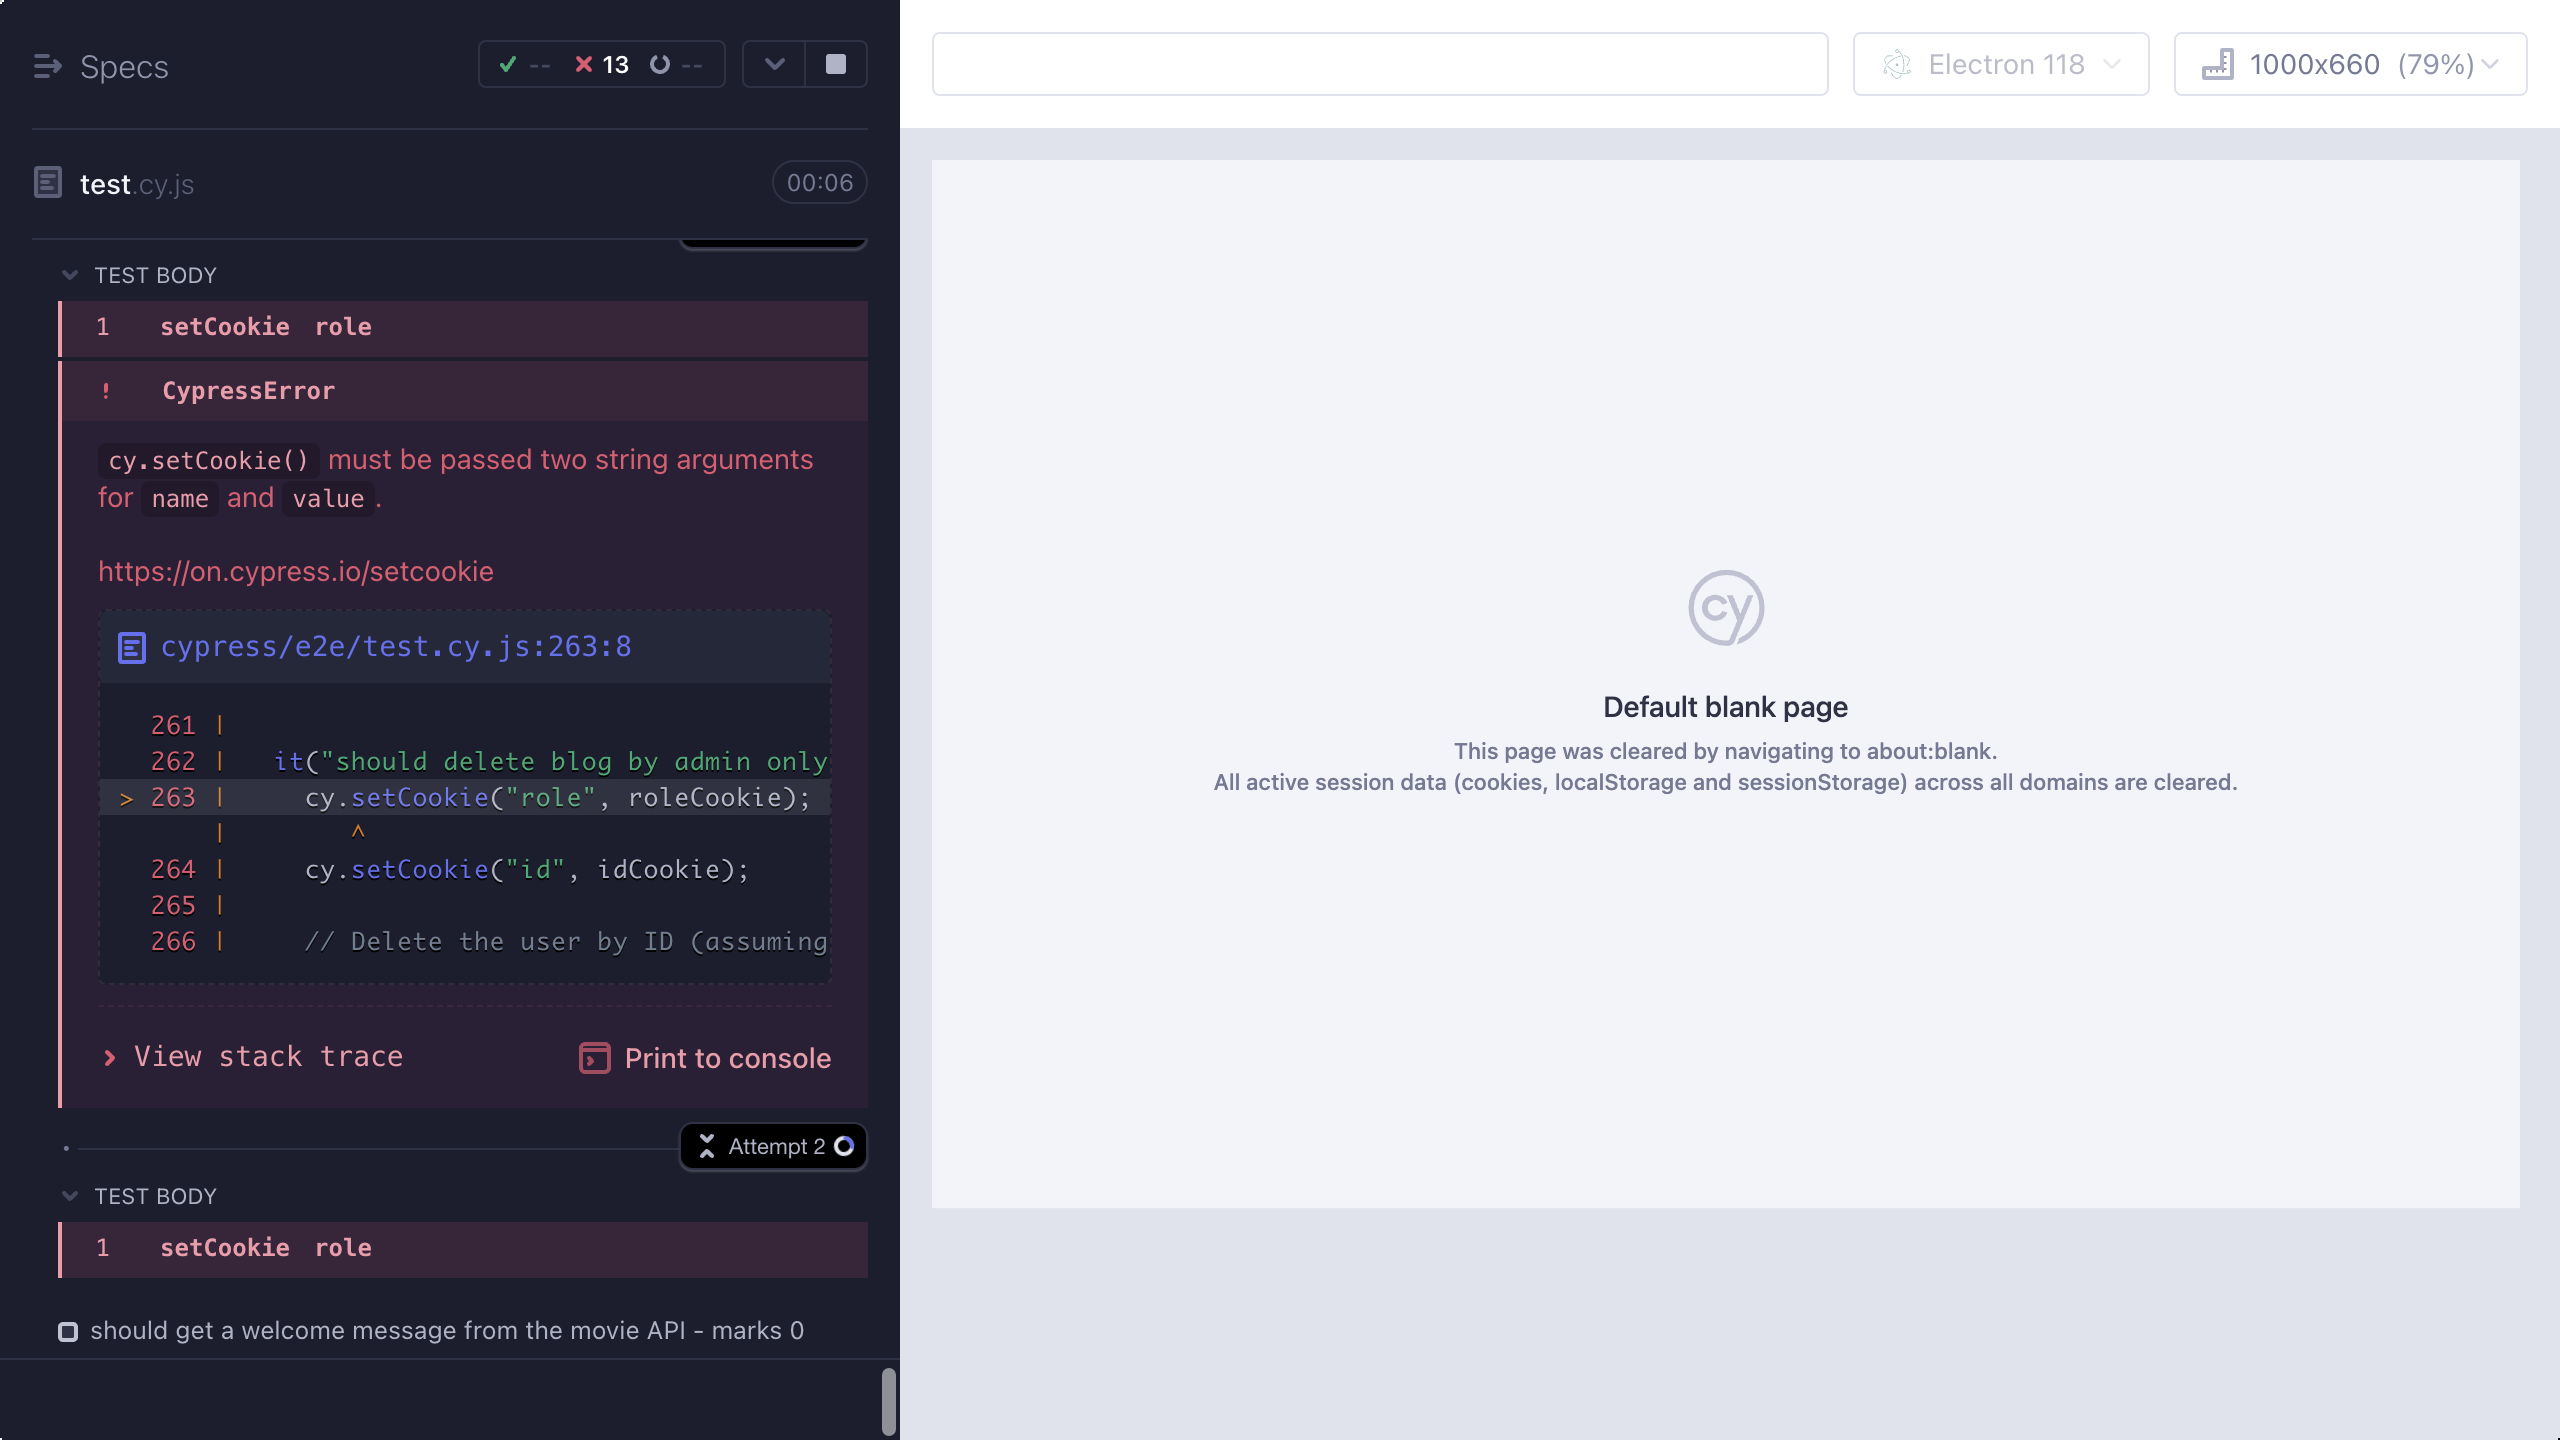 Specs
-- 13 --
test.cy.js
00:06
TEST BODY
1 setCookie role
! CypressError
cy.setCookie() must be passed two string arguments
for name and value.
https://on.cypress.io/setcookie
cypress/e2e/test.cy.js:263:8
261 |
262 | it("should delete blog by admin only
> 263 | cy.setCookie("role", roleCookie);
| ^
264 | cy.setCookie("id", idCookie);
265 |
266 | // Delete the user by ID (assuming
> View stack trace
Print to console
Attempt 2
TEST BODY
1 setCookie role
should get a welcome message from the movie API - marks 0
Electron 118
1000x660 (79%)
cy
Default blank page
This page was cleared by navigating to about:blank.
All active session data (cookies, localStorage and sessionStorage) across all domains are cleared.